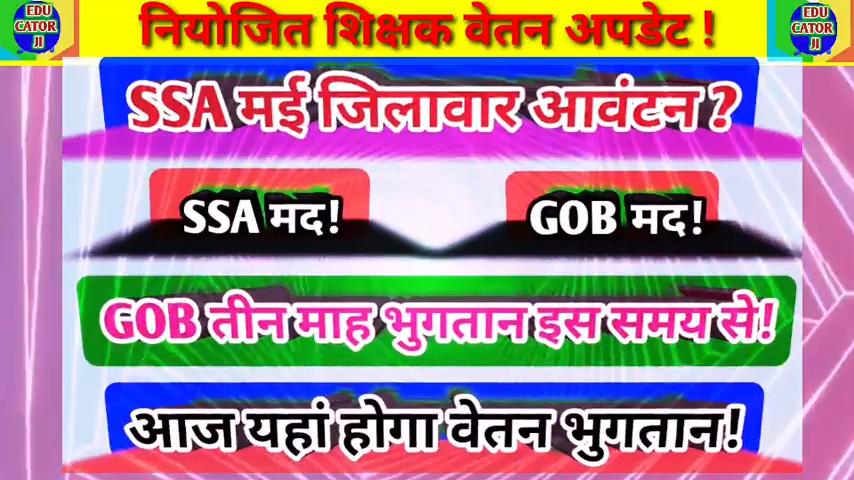 EDU
CATOR
JI
नियोजित शिक्षक वेतन अपडेट !
EDU
CATOR
JI
SSA मई जिलावार आवंटन ?
SSA मद!
GOB मद!
GOB तीन माह भुगतान इस समय से!
आज यहां होगा वेतन भुगतान!